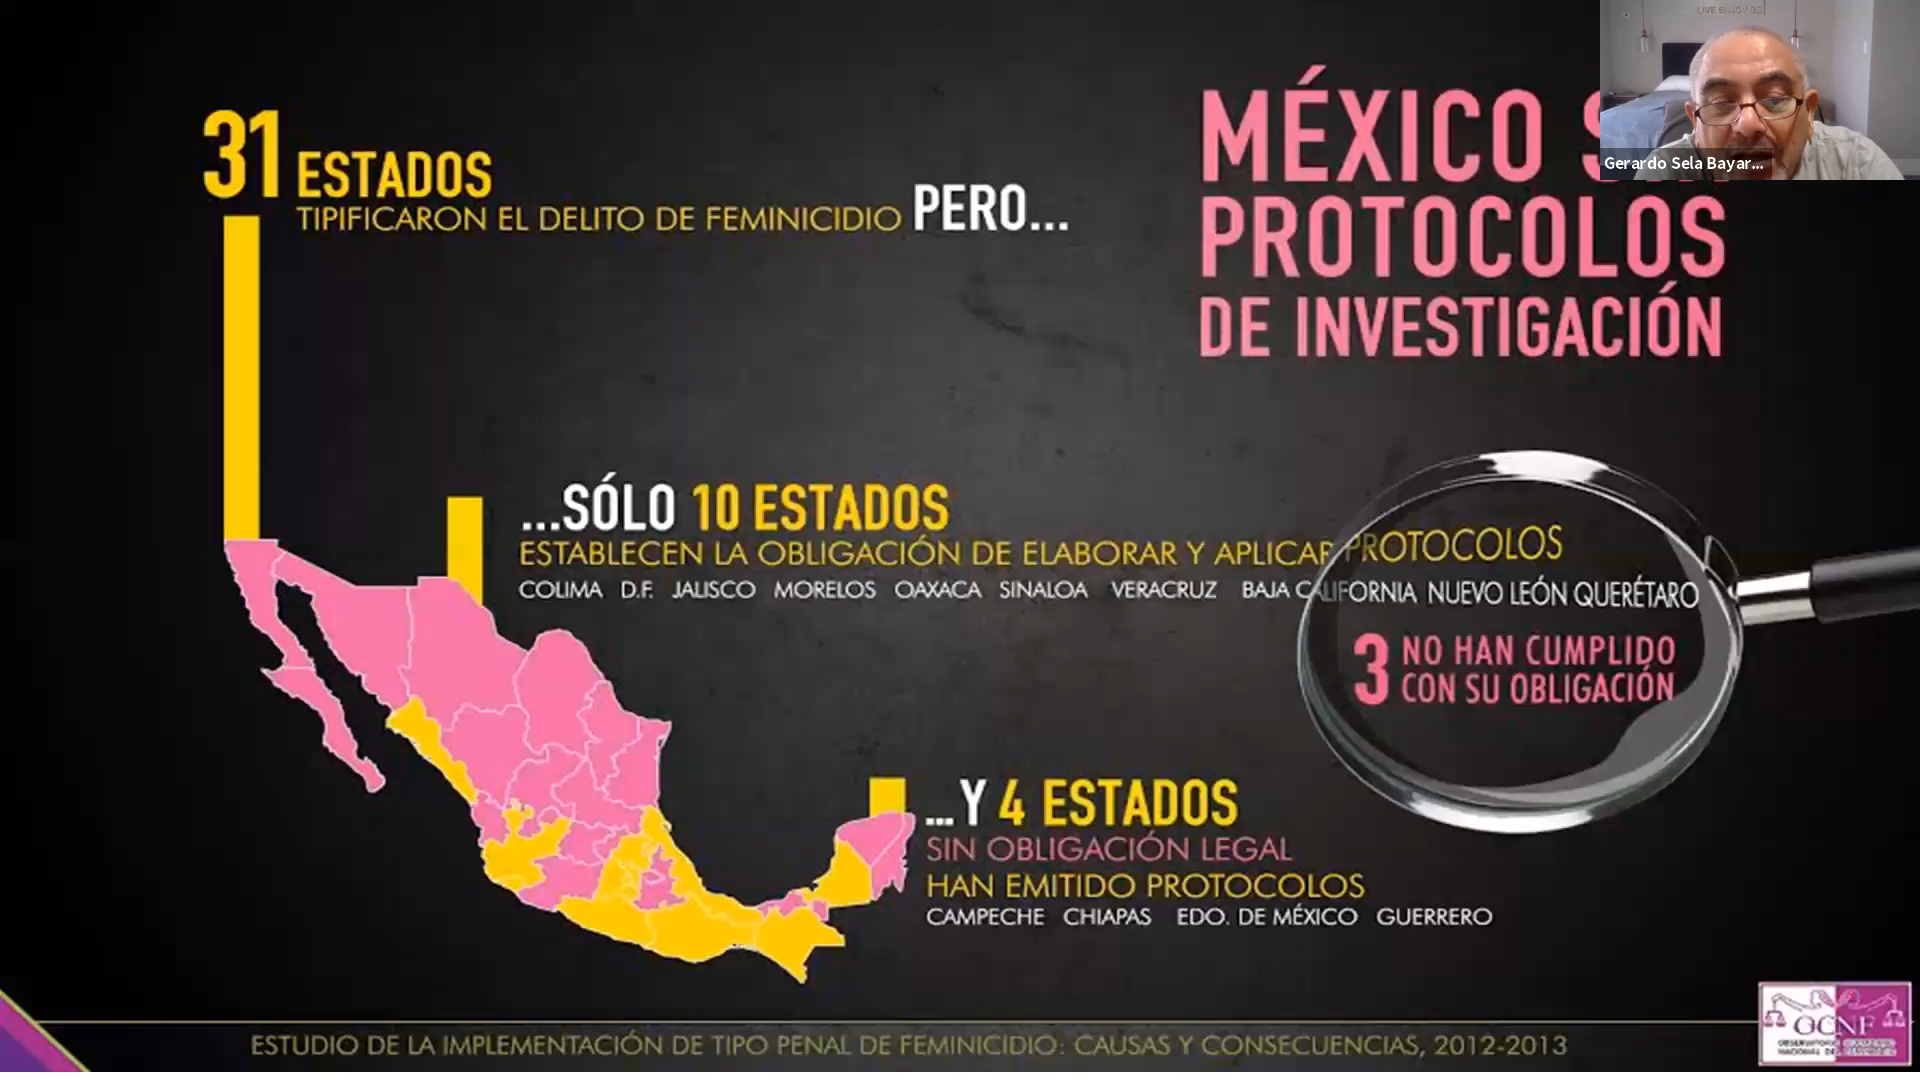 LIVE ENJOY BE
Gerardo Sela Bayar...
MÉXICO
PROTOCOLOS
DE INVESTIGACIÓN
31 ESTADOS
TIPIFICARON EL DELITO DE FEMINICIDIO PERO...
...SÓLO 10 ESTADOS
ESTABLECEN LA OBLIGACIÓN DE ELABORAR Y APLICAR PROTOCOLOS
COLIMA D.F. JALISCO MORELOS OAXACA SINALOA VERACRUZ BAJA CALIFORNIA NUEVO LEÓN QUERÉTARO
3 NO HAN CUMPLIDO
CON SU OBLIGACIÓN
...Y 4 ESTADOS
SIN OBLIGACIÓN LEGAL
HAN EMITIDO PROTOCOLOS
CAMPECHE CHIAPAS EDO. DE MÉXICO GUERRERO
ESTUDIO DE LA IMPLEMENTACIÓN DE TIPO PENAL DE FEMINICIDIO: CAUSAS Y CONSECUENCIAS, 2012-2013
OCNF